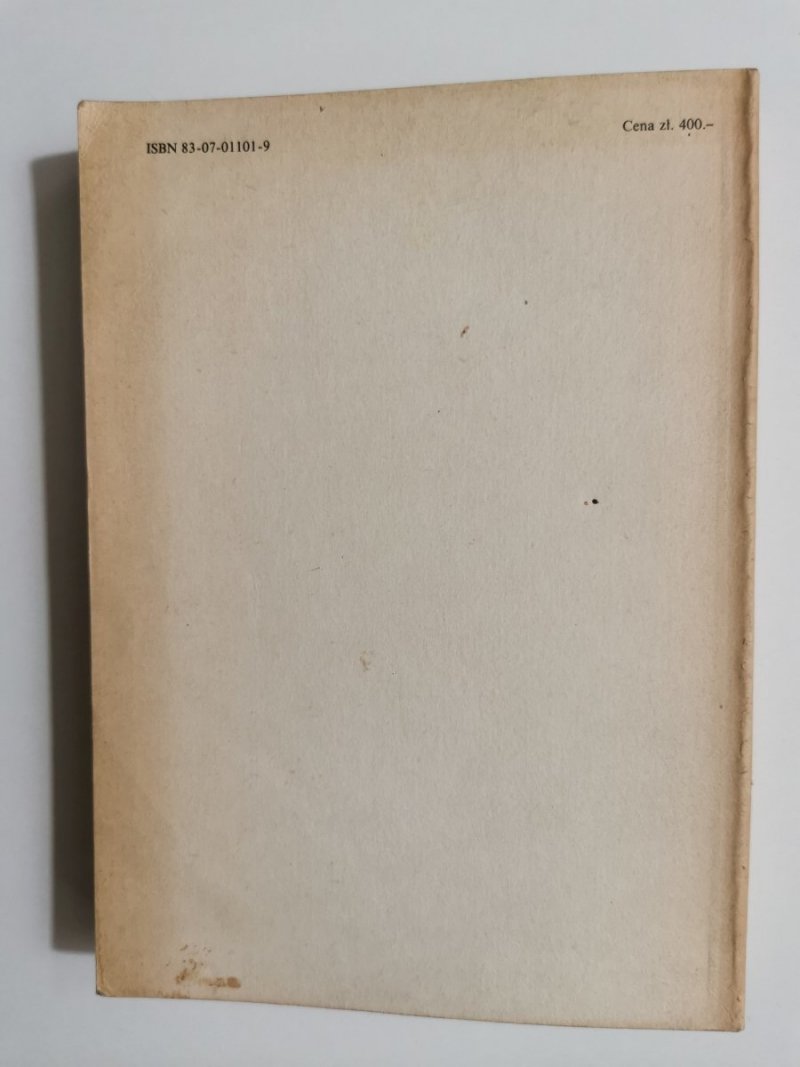 ISBN 83-07-01101-9
Cena zł. 400.–